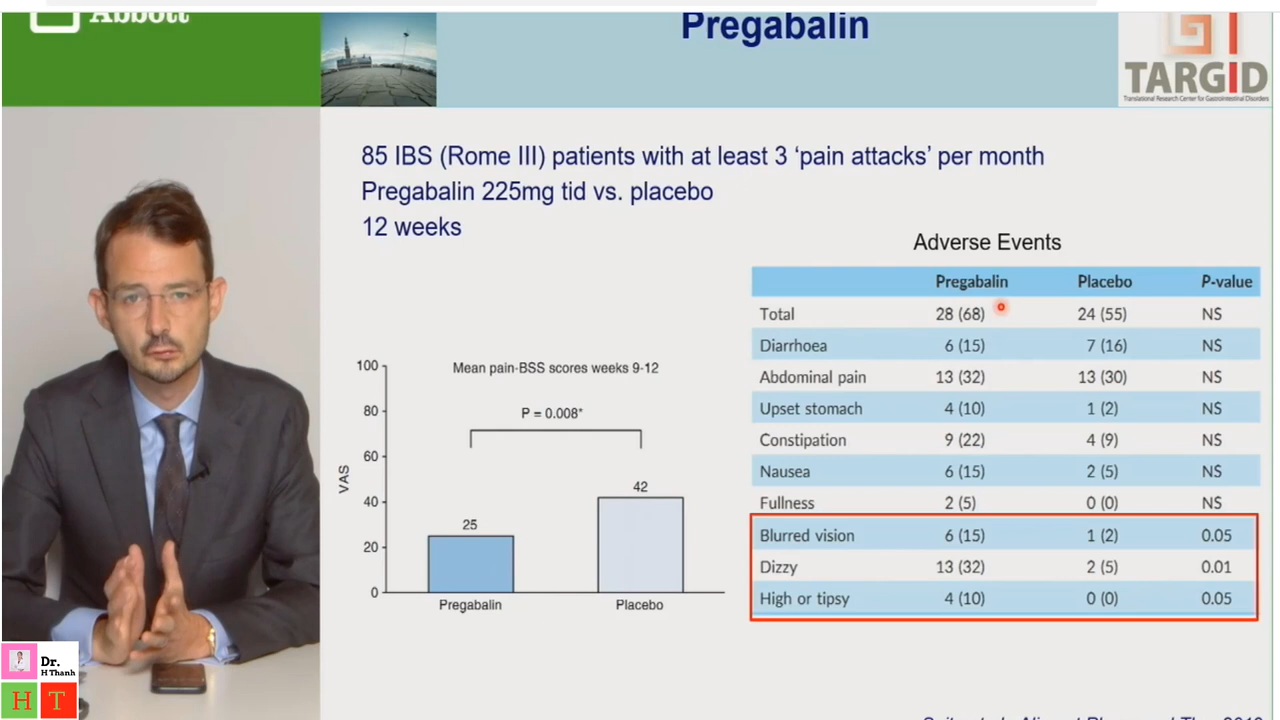 Abbott
Pregabalin
TARGID
Translational Research Center for Gastrointestinal Disorders
85 IBS (Rome III) patients with at least 3 ‘pain attacks’ per month
Pregabalin 225mg tid vs. placebo
12 weeks
Adverse Events
Pregabalin Placebo P-value
Total 28 (68) 24 (55) NS
Diarrhoea 6 (15) 7 (16) NS
Abdominal pain 13 (32) 13 (30) NS
Upset stomach 4 (10) 1 (2) NS
Constipation 9 (22) 4 (9) NS
Nausea 6 (15) 2 (5) NS
Fullness 2 (5) 0 (0) NS
Blurred vision 6 (15) 1 (2) 0.05
Dizzy 13 (32) 2 (5) 0.01
High or tipsy 4 (10) 0 (0) 0.05
Mean pain-BSS scores weeks 9-12
P = 0.008*
VAS
100
80
60
40
20
0
25
42
Pregabalin Placebo
Dr.
H Thanh
H T